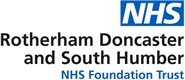 NHS
Rotherham Doncaster
and South Humber
NHS Foundation Trust